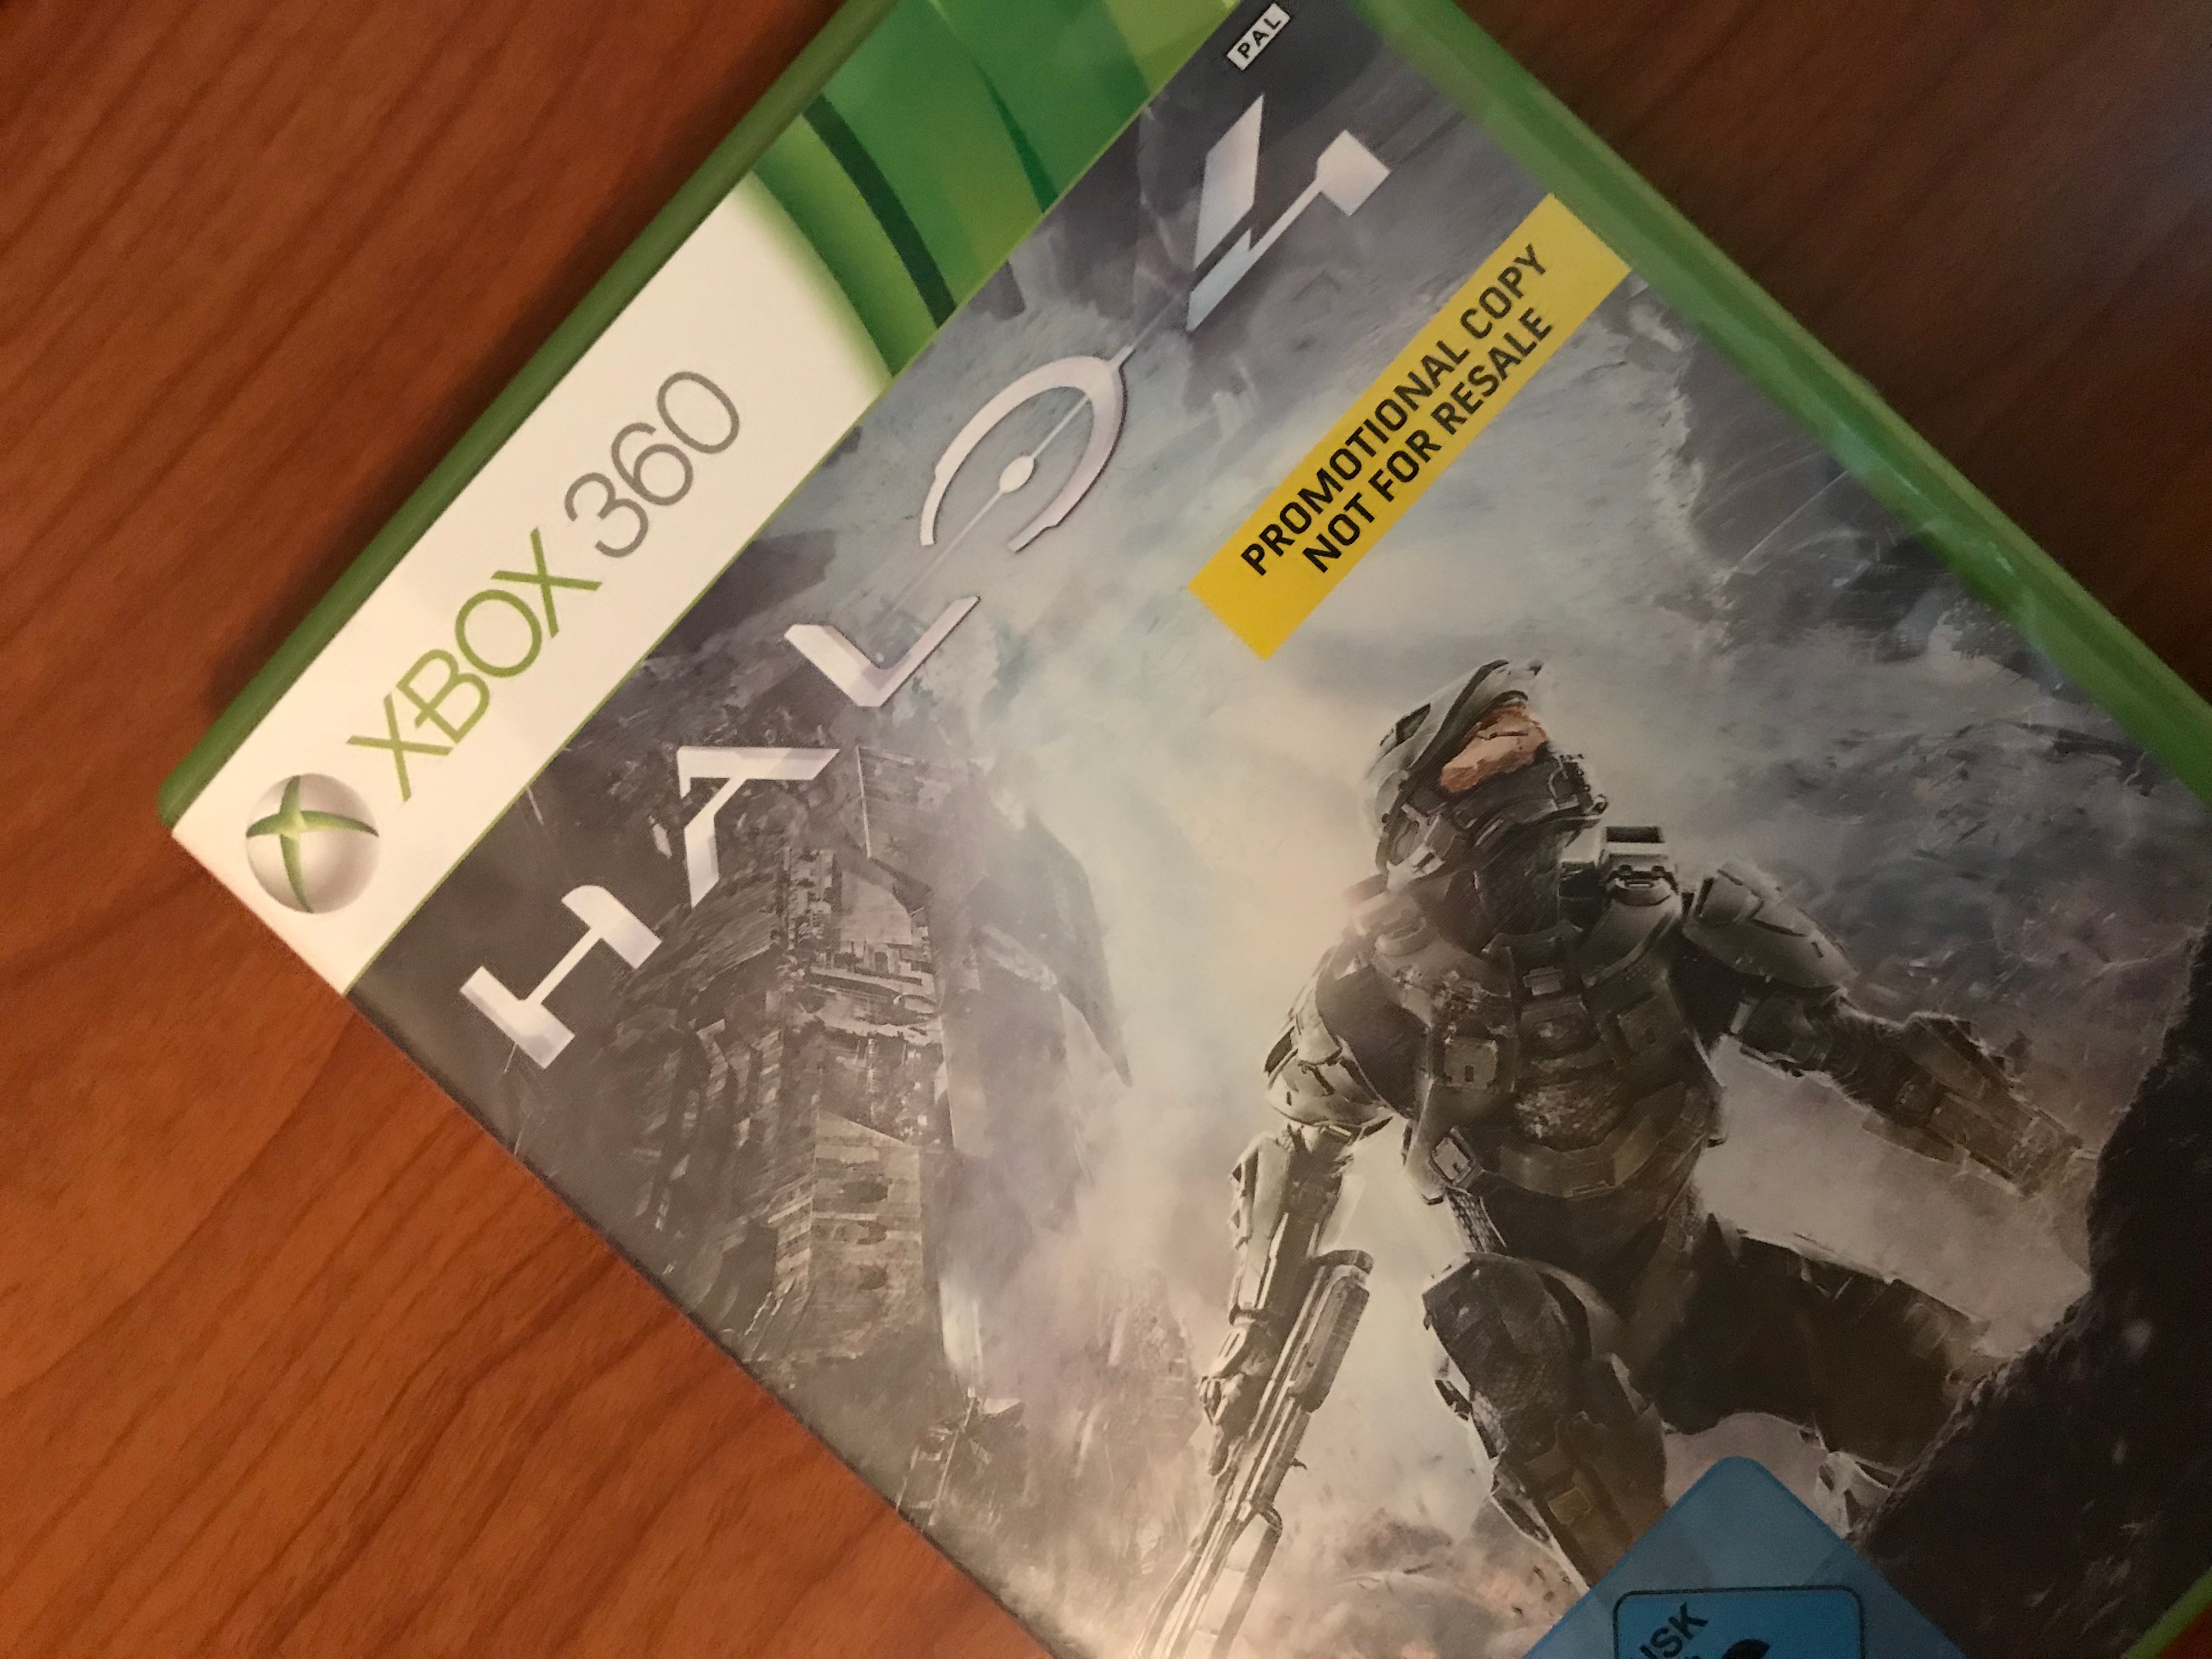 XBOX 360
HALO 4
PAL
PROMOTIONAL COPY
NOT FOR RESALE